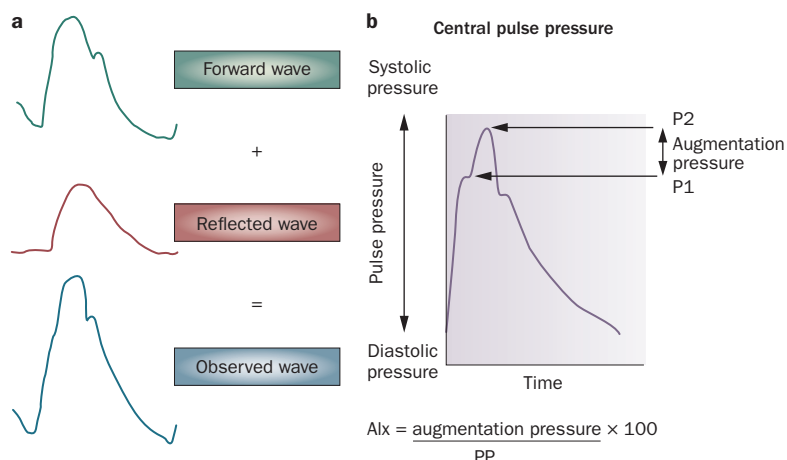 a
Forward wave
+
Reflected wave
=
Observed wave
b
Central pulse pressure
Systolic
pressure
Pulse pressure
Diastolic
pressure
P2
Augmentation
pressure
P1
Time
AIx = augmentation pressure × 100
PP